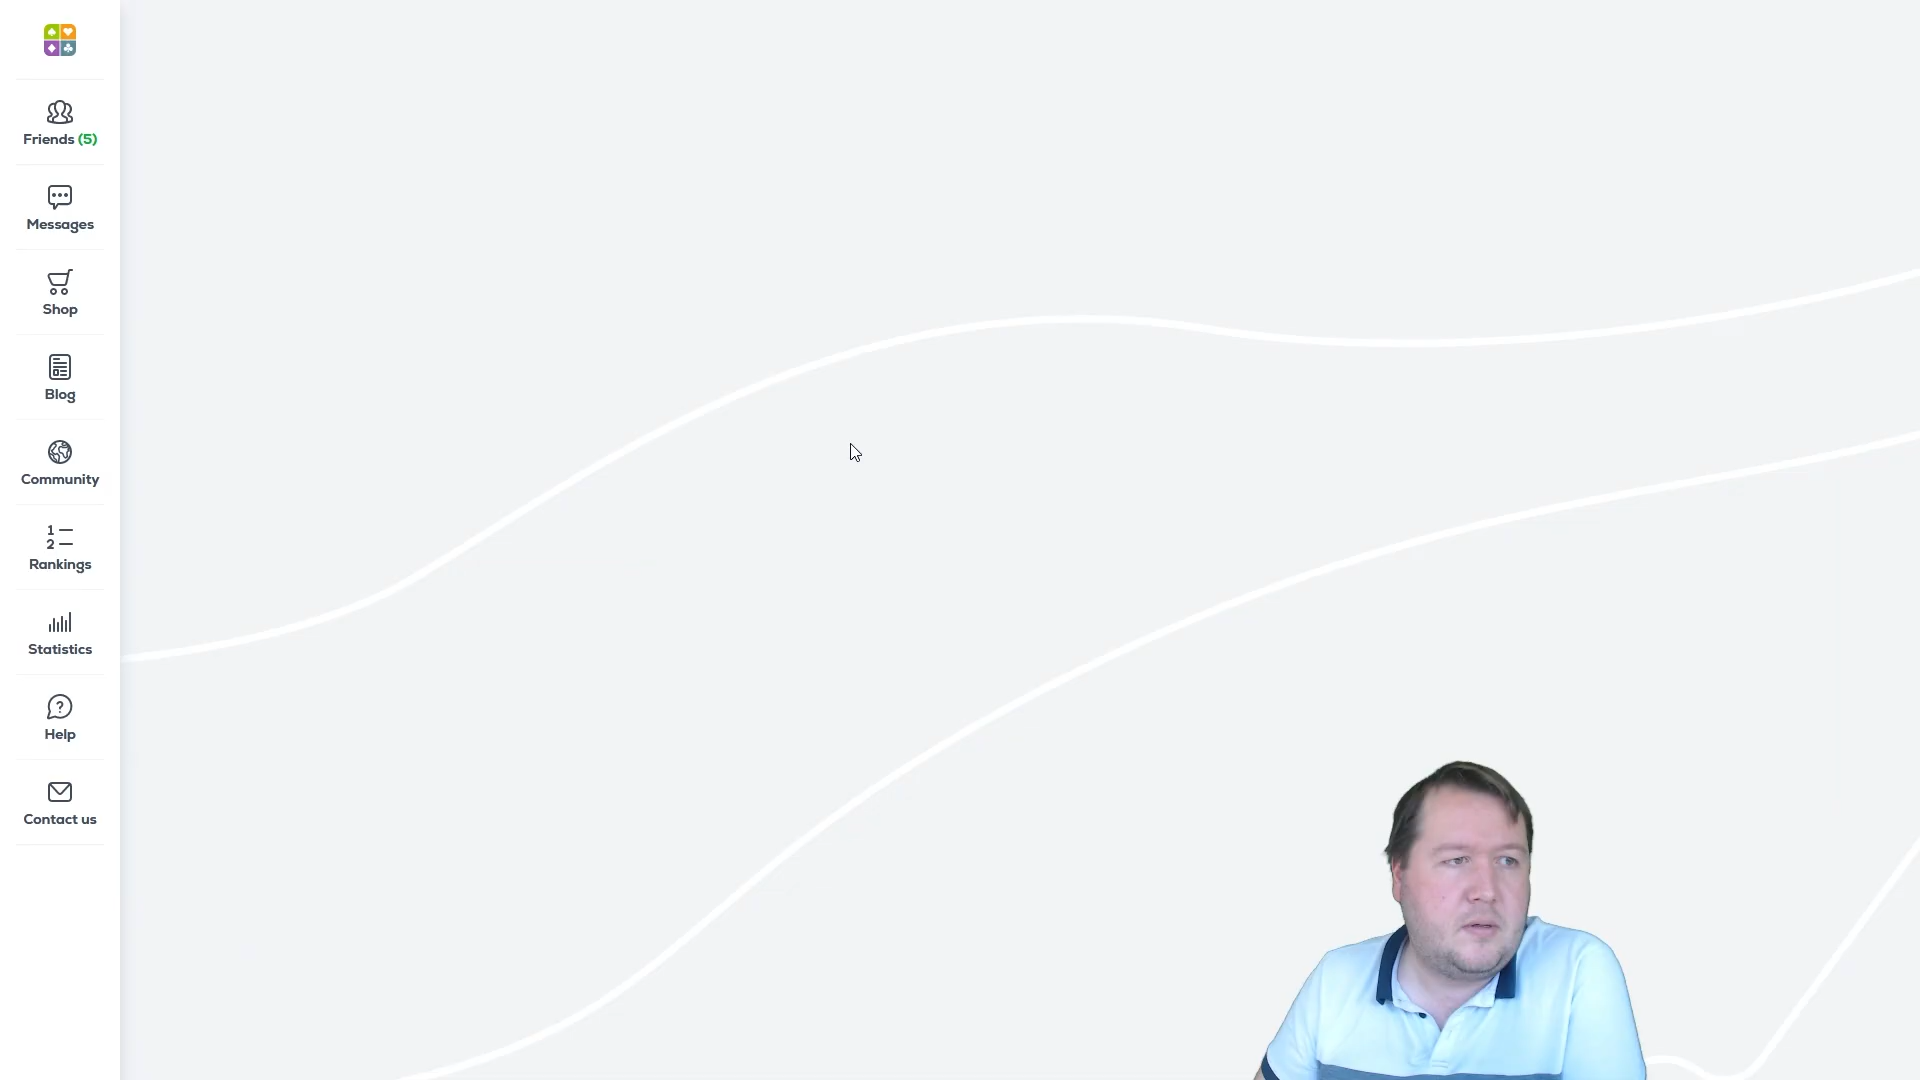 Friends (5)
Messages
Shop
Blog
Community
1
2
Rankings
Statistics
?
Help
Contact us